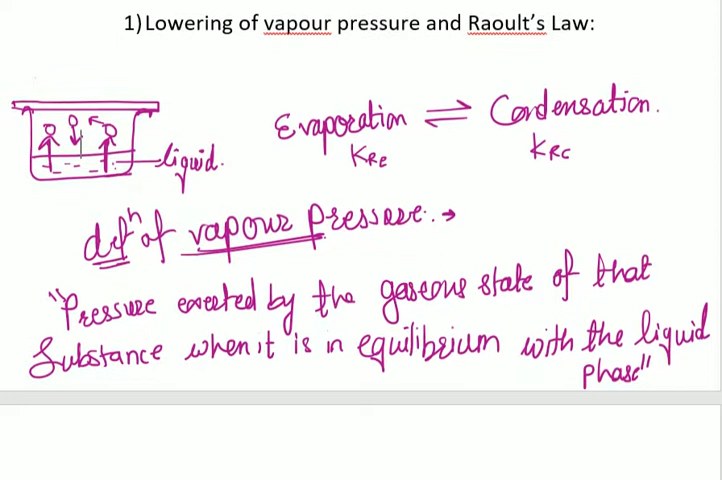 1) Lowering of vapour pressure and Raoult's Law:
Evaporation ⇌ Condensation.
KRe KRC
liquid.
defⁿ of vapour pressure. →
"Pressure exerted by the gaseous state of that
Substance when it is in equilibrium with the liquid
phase"